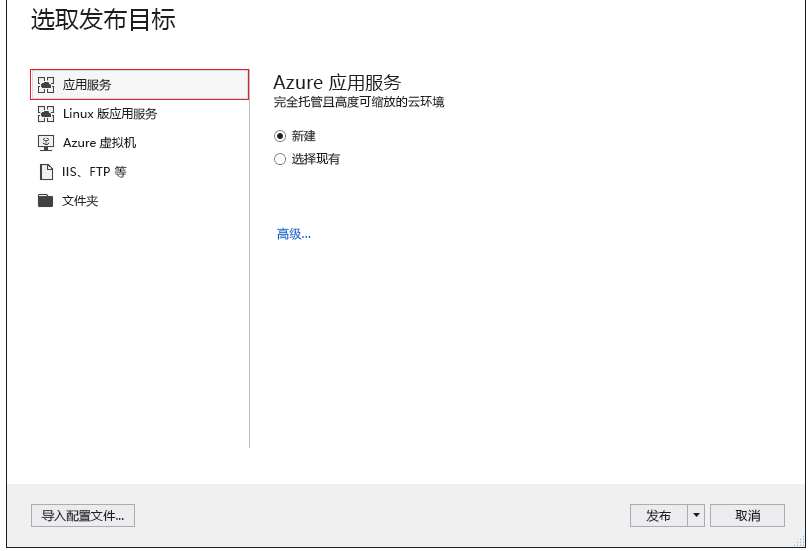 选取发布目标
应用服务
Linux 版应用服务
Azure 虚拟机
IIS、FTP 等
文件夹
Azure 应用服务
完全托管且高度可缩放的云环境
新建
选择现有
高级...
导入配置文件...
发布
取消